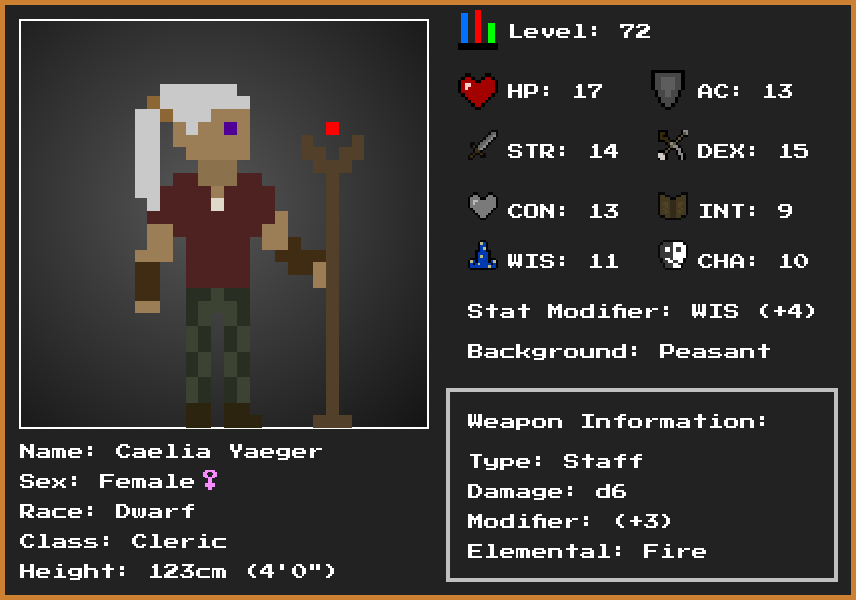 Level: 72
HP: 17
AC: 13
STR: 14
DEX: 15
CON: 13
INT: 9
WIS: 11
CHA: 10
Stat Modifier: WIS (+4)
Background: Peasant
Weapon Information:
Type: Staff
Damage: d6
Modifier: (+3)
Elemental: Fire
Name: Caelia Yaeger
Sex: Female♀
Race: Dwarf
Class: Cleric
Height: 123cm (4'0")